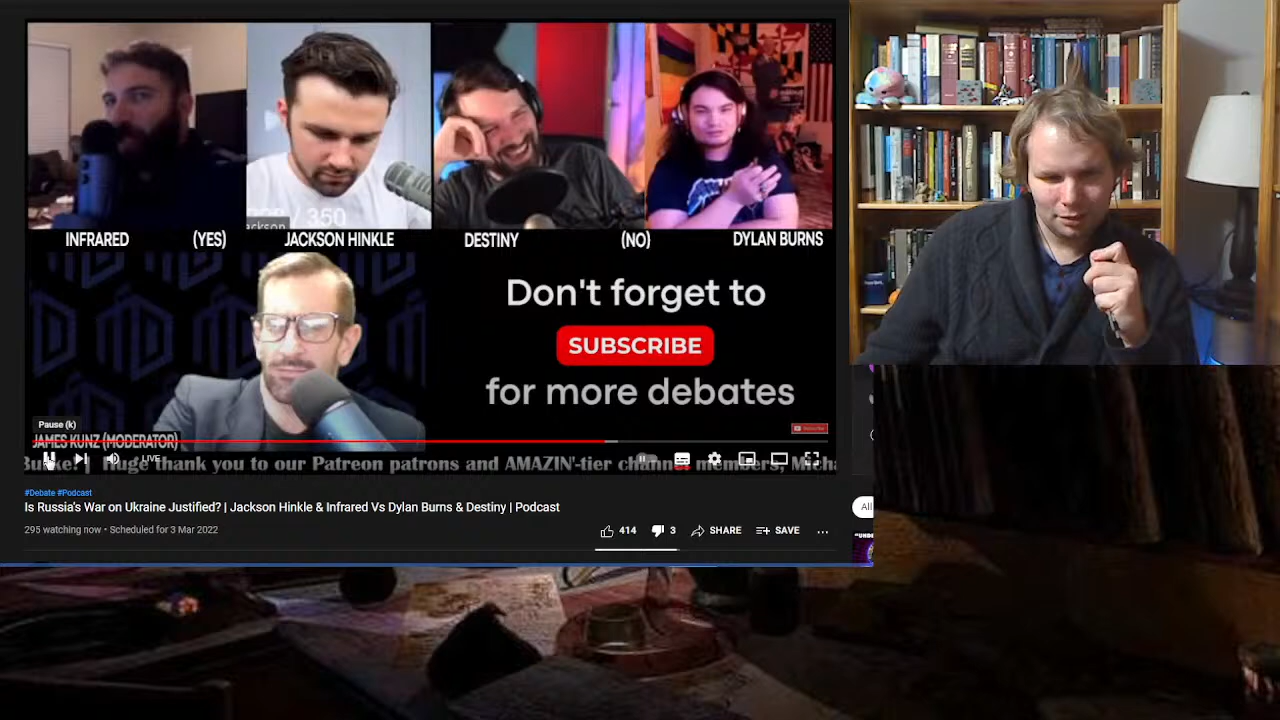 INFRARED (YES) JACKSON HINKLE DESTINY (NO) DYLAN BURNS
Don't forget to
SUBSCRIBE
for more debates
Pause (k)
JAMES KUNZ (MODERATOR)
Subscribe
LIVE
Huge thank you to our Patreon patrons and AMAZIN'-tier channel members, Mich
#Debate #Podcast
Is Russia's War on Ukraine Justified? | Jackson Hinkle & Infrared Vs Dylan Burns & Destiny | Podcast
All
295 watching now • Scheduled for 3 Mar 2022
414 3 SHARE SAVE ...